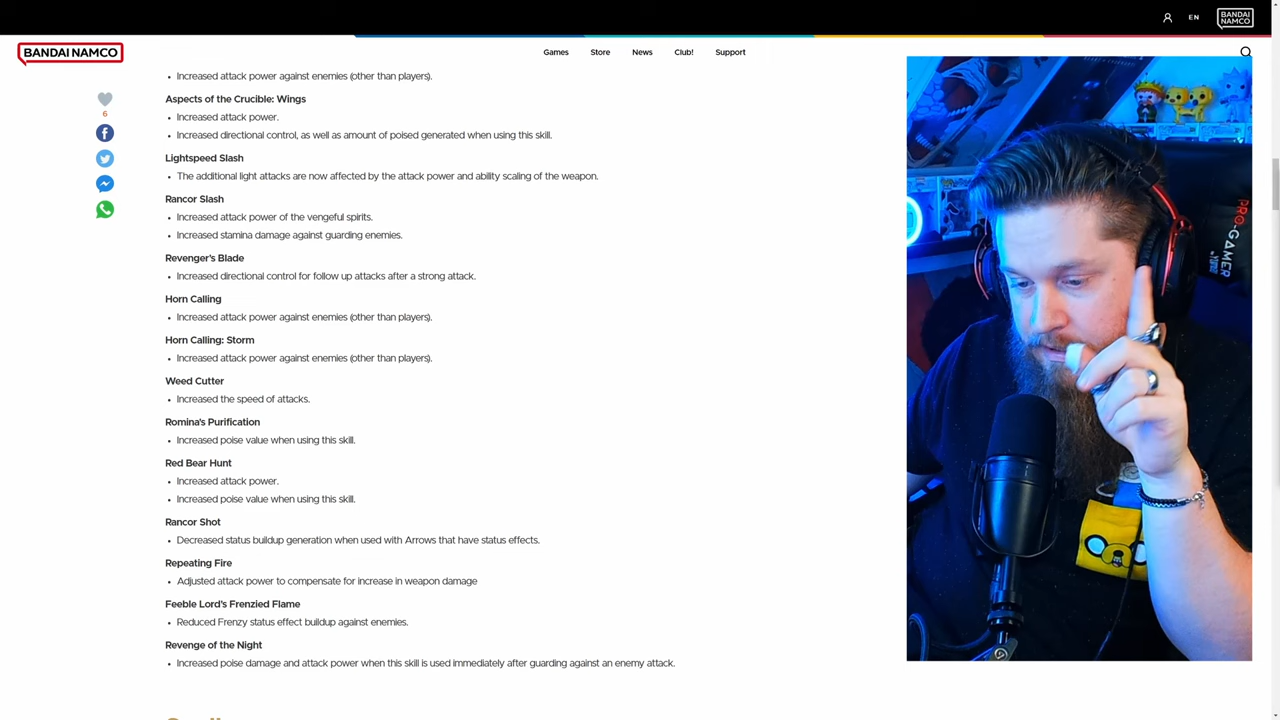 BANDAI
NAMCO
EN
BANDAI NAMCO
Games
Store
News
Club!
Support
• Increased attack power against enemies (other than players).
6
Aspects of the Crucible: Wings
• Increased attack power.
• Increased directional control, as well as amount of poised generated when using this skill.
Lightspeed Slash
• The additional light attacks are now affected by the attack power and ability scaling of the weapon.
Rancor Slash
• Increased attack power of the vengeful spirits.
• Increased stamina damage against guarding enemies.
Revenger's Blade
• Increased directional control for follow up attacks after a strong attack.
Horn Calling
• Increased attack power against enemies (other than players).
Horn Calling: Storm
• Increased attack power against enemies (other than players).
Weed Cutter
• Increased the speed of attacks.
Romina's Purification
• Increased poise value when using this skill.
Red Bear Hunt
• Increased attack power.
• Increased poise value when using this skill.
Rancor Shot
• Decreased status buildup generation when used with Arrows that have status effects.
Repeating Fire
• Adjusted attack power to compensate for increase in weapon damage
Feeble Lord's Frenzied Flame
• Reduced Frenzy status effect buildup against enemies.
Revenge of the Night
• Increased poise damage and attack power when this skill is used immediately after guarding against an enemy attack.
PRO-GAMER